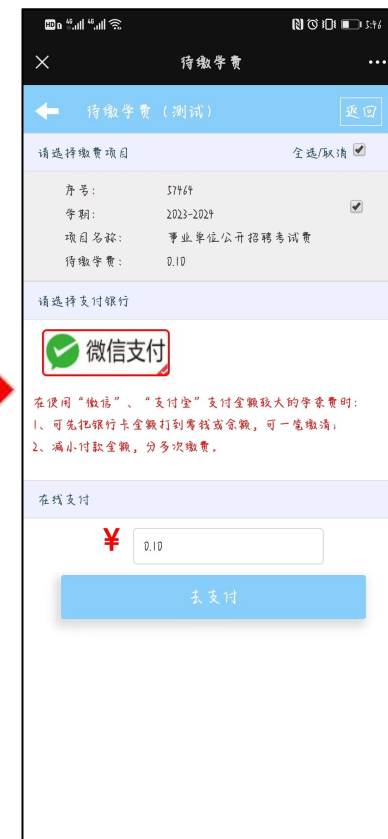 HD 46 46 5:46
待缴学费
待缴学费（测试） 返回
请选择缴费项目 全选/取消
序号： 57464
学期： 2023-2024
项目名称： 事业单位公开招聘考试费
待缴学费： 0.10
请选择支付银行
微信支付
在使用“微信”、“支付宝”支付金额较大的学杂费时：
1、可先把银行卡金额打到零钱或余额，可一笔缴清；
2、减小付款金额，分多次缴费。
在线支付
¥ 0.10
去支付